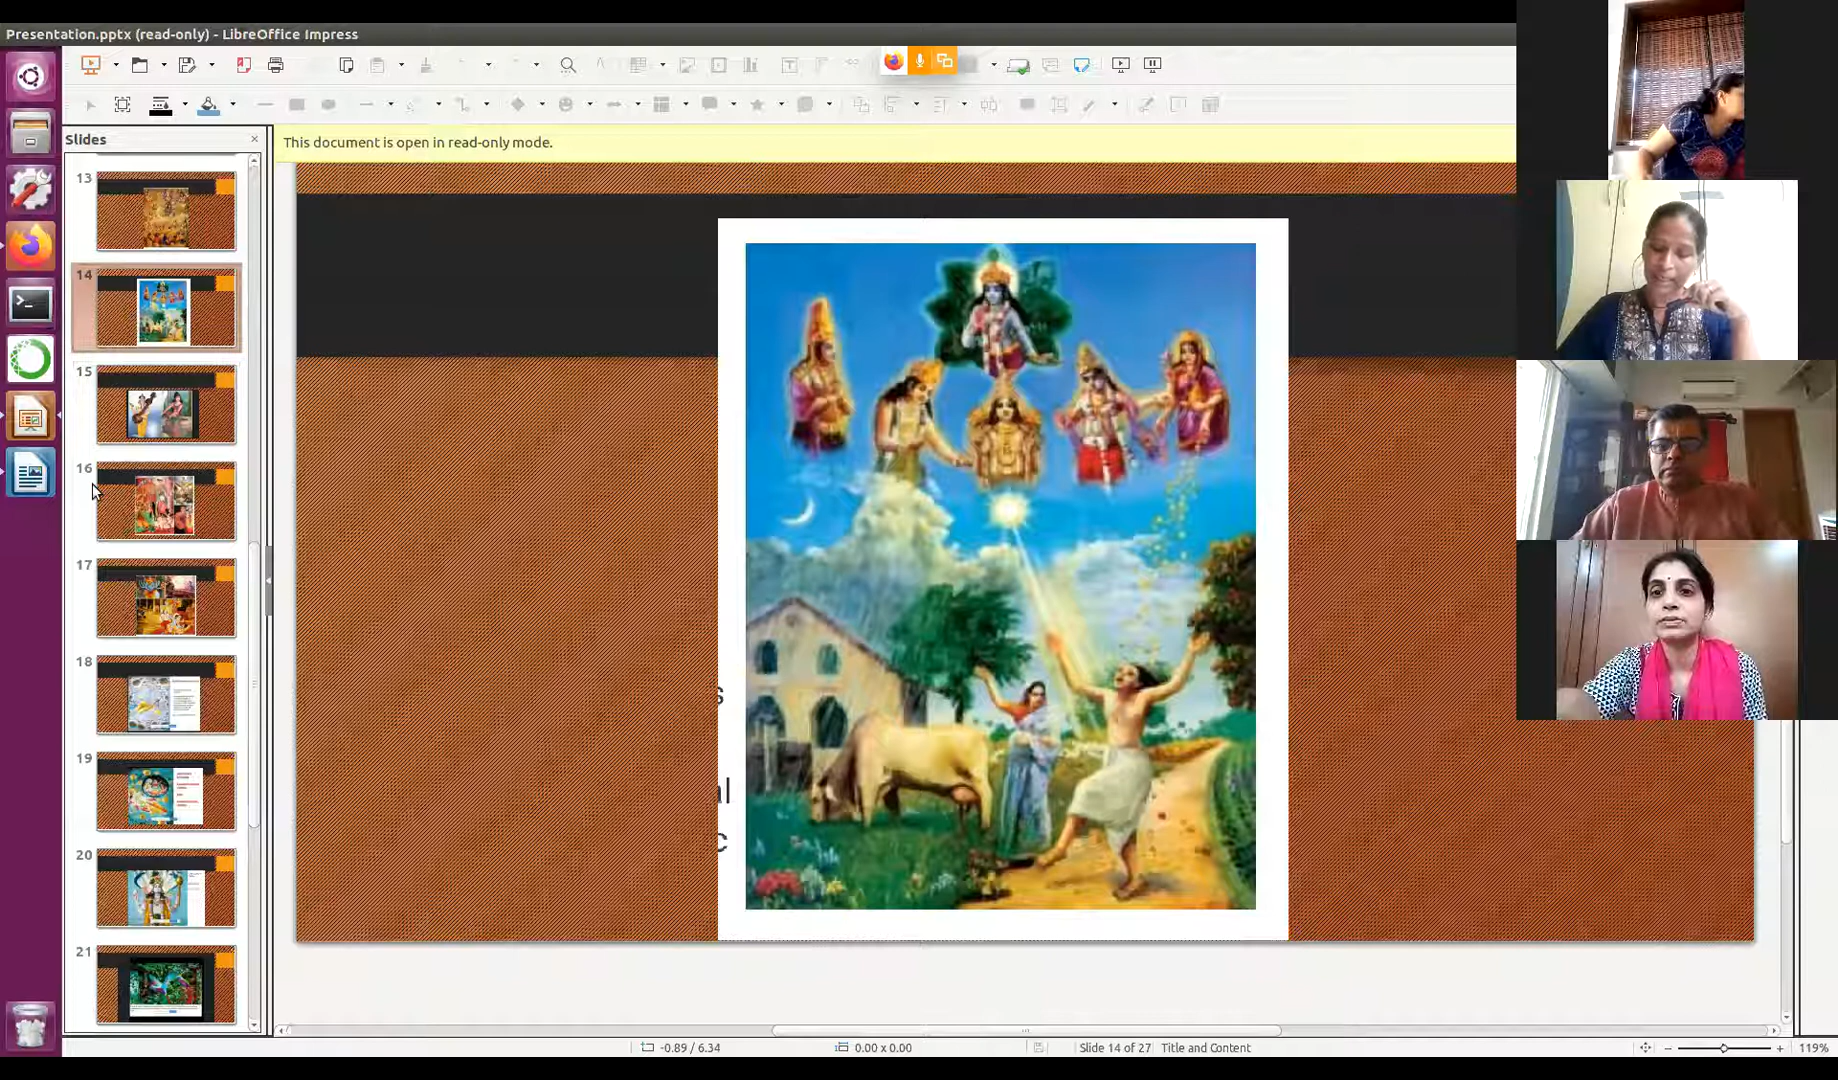 Presentation.pptx (read-only) - LibreOffice Impress
Slides
This document is open in read-only mode.
13
14
15
16
17
18
19
20
21
s
al
c
-0.89 / 6.34
0.00 x 0.00
Slide 14 of 27
Title and Content
119%